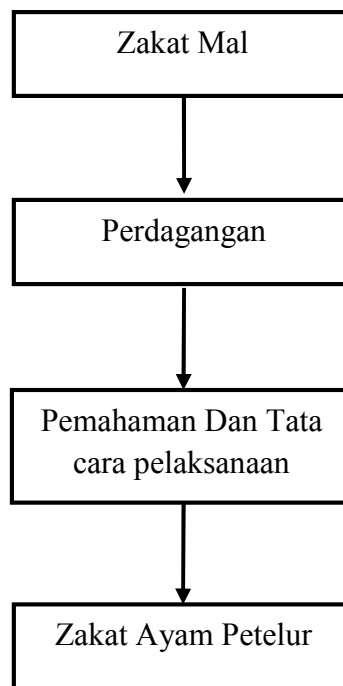 Zakat Mal
Perdagangan
Pemahaman Dan Tata
cara pelaksanaan
Zakat Ayam Petelur